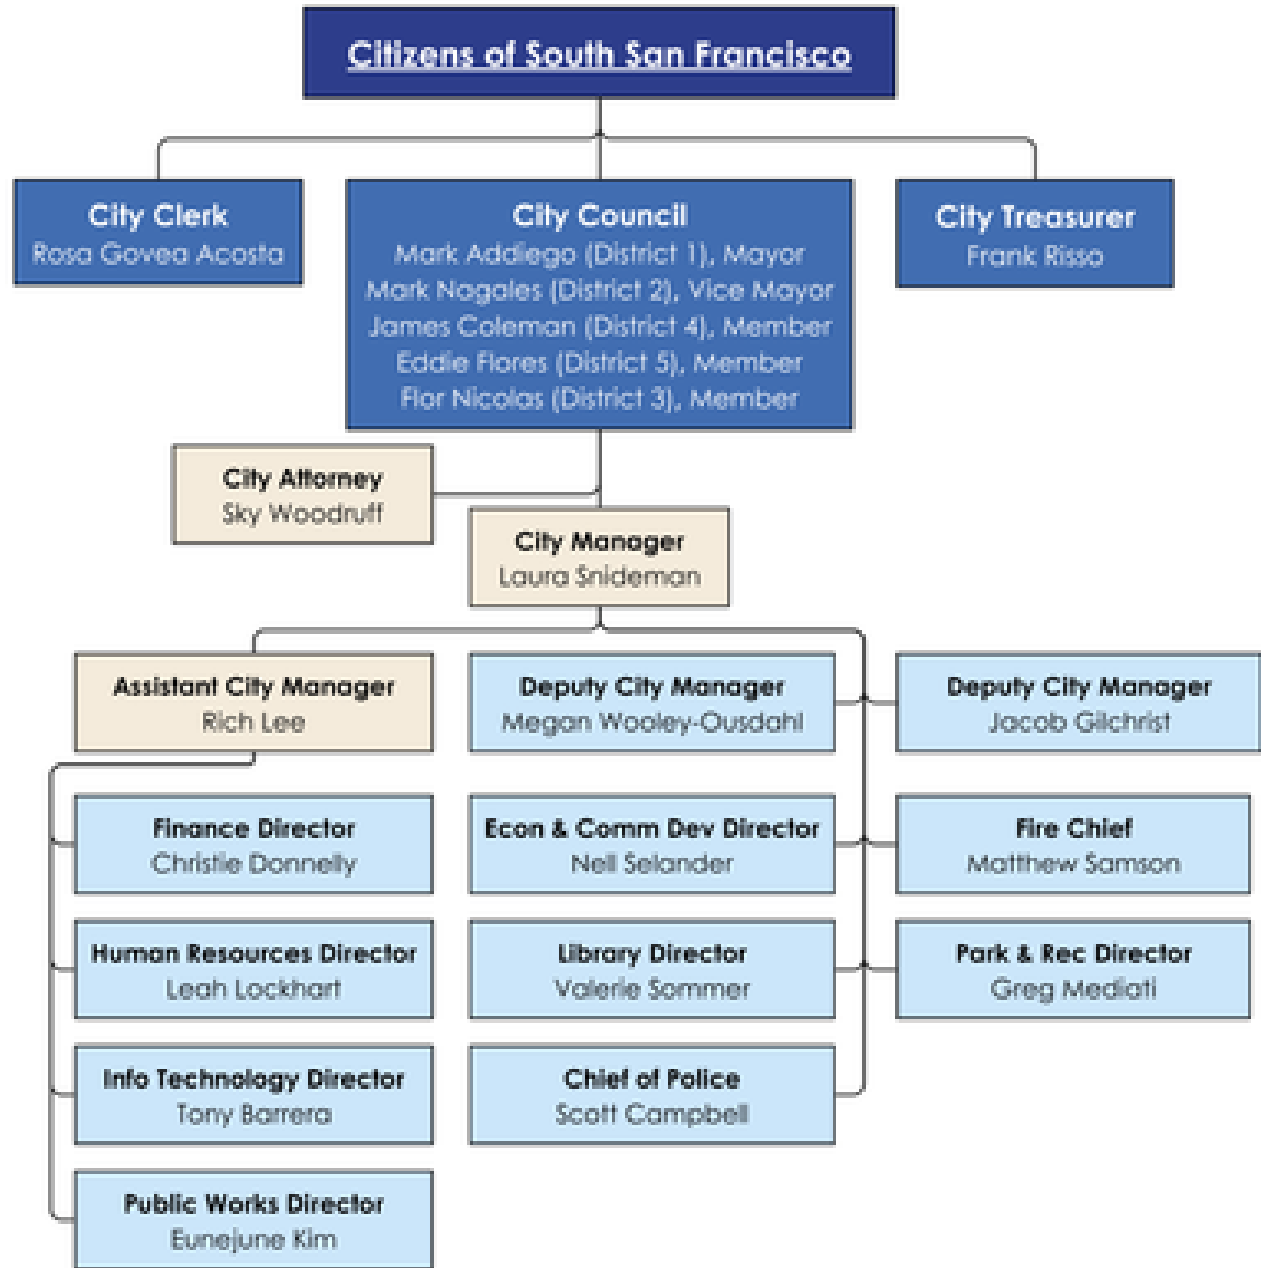 Citizens of South San Francisco
City Clerk
Rosa Govea Acosta
City Council
Mark Addiego (District 1), Mayor
Mark Nagales (District 2), Vice Mayor
James Coleman (District 4), Member
Eddie Flores (District 5), Member
Flor Nicolas (District 3), Member
City Treasurer
Frank Risso
City Attorney
Sky Woodruff
City Manager
Laura Snideman
Assistant City Manager
Rich Lee
Deputy City Manager
Megan Wooley-Ousdahl
Deputy City Manager
Jacob Gilchrist
Finance Director
Christie Donnelly
Econ & Comm Dev Director
Nell Selander
Fire Chief
Matthew Samson
Human Resources Director
Leah Lockhart
Library Director
Valerie Sommer
Park & Rec Director
Greg Mediati
Info Technology Director
Tony Barrera
Chief of Police
Scott Campbell
Public Works Director
Eunejune Kim